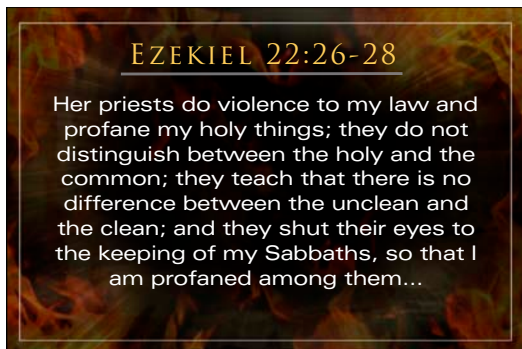 Ezekiel 22:26-28
Her priests do violence to my law and
profane my holy things; they do not
distinguish between the holy and the
common; they teach that there is no
difference between the unclean and
the clean; and they shut their eyes to
the keeping of my Sabbaths, so that I
am profaned among them...